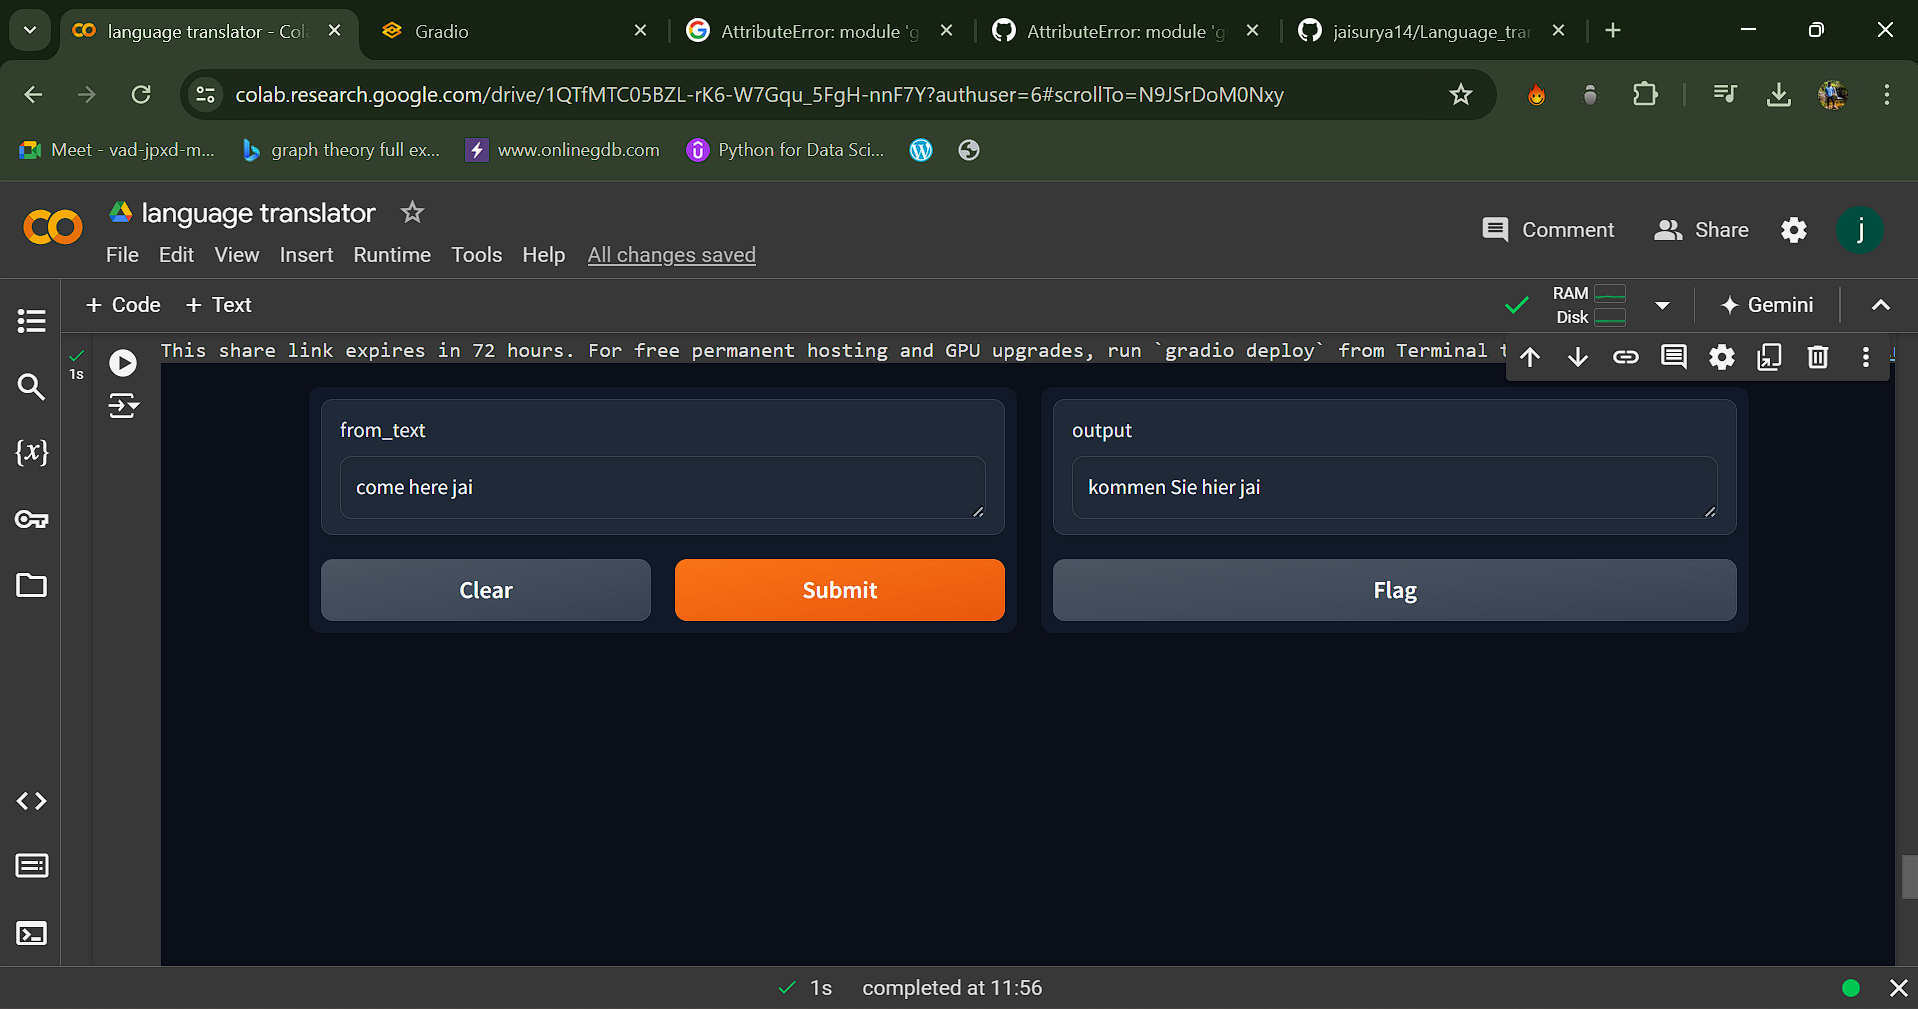 language translator - Col
Gradio
AttributeError: module 'g
AttributeError: module 'g
jaisurya14/Language_tran
colab.research.google.com/drive/1QTfMTC05BZL-rK6-W7Gqu_5FgH-nnF7Y?authuser=6#scrollTo=N9JSrDoM0Nxy
Meet - vad-jpxd-m...
graph theory full ex...
www.onlinegdb.com
Python for Data Sci...
language translator
Comment
Share
j
File Edit View Insert Runtime Tools Help All changes saved
+ Code + Text
RAM
Disk
Gemini
1s
This share link expires in 72 hours. For free permanent hosting and GPU upgrades, run `gradio deploy` from Terminal t
from_text
come here jai
output
kommen Sie hier jai
Clear
Submit
Flag
1s completed at 11:56